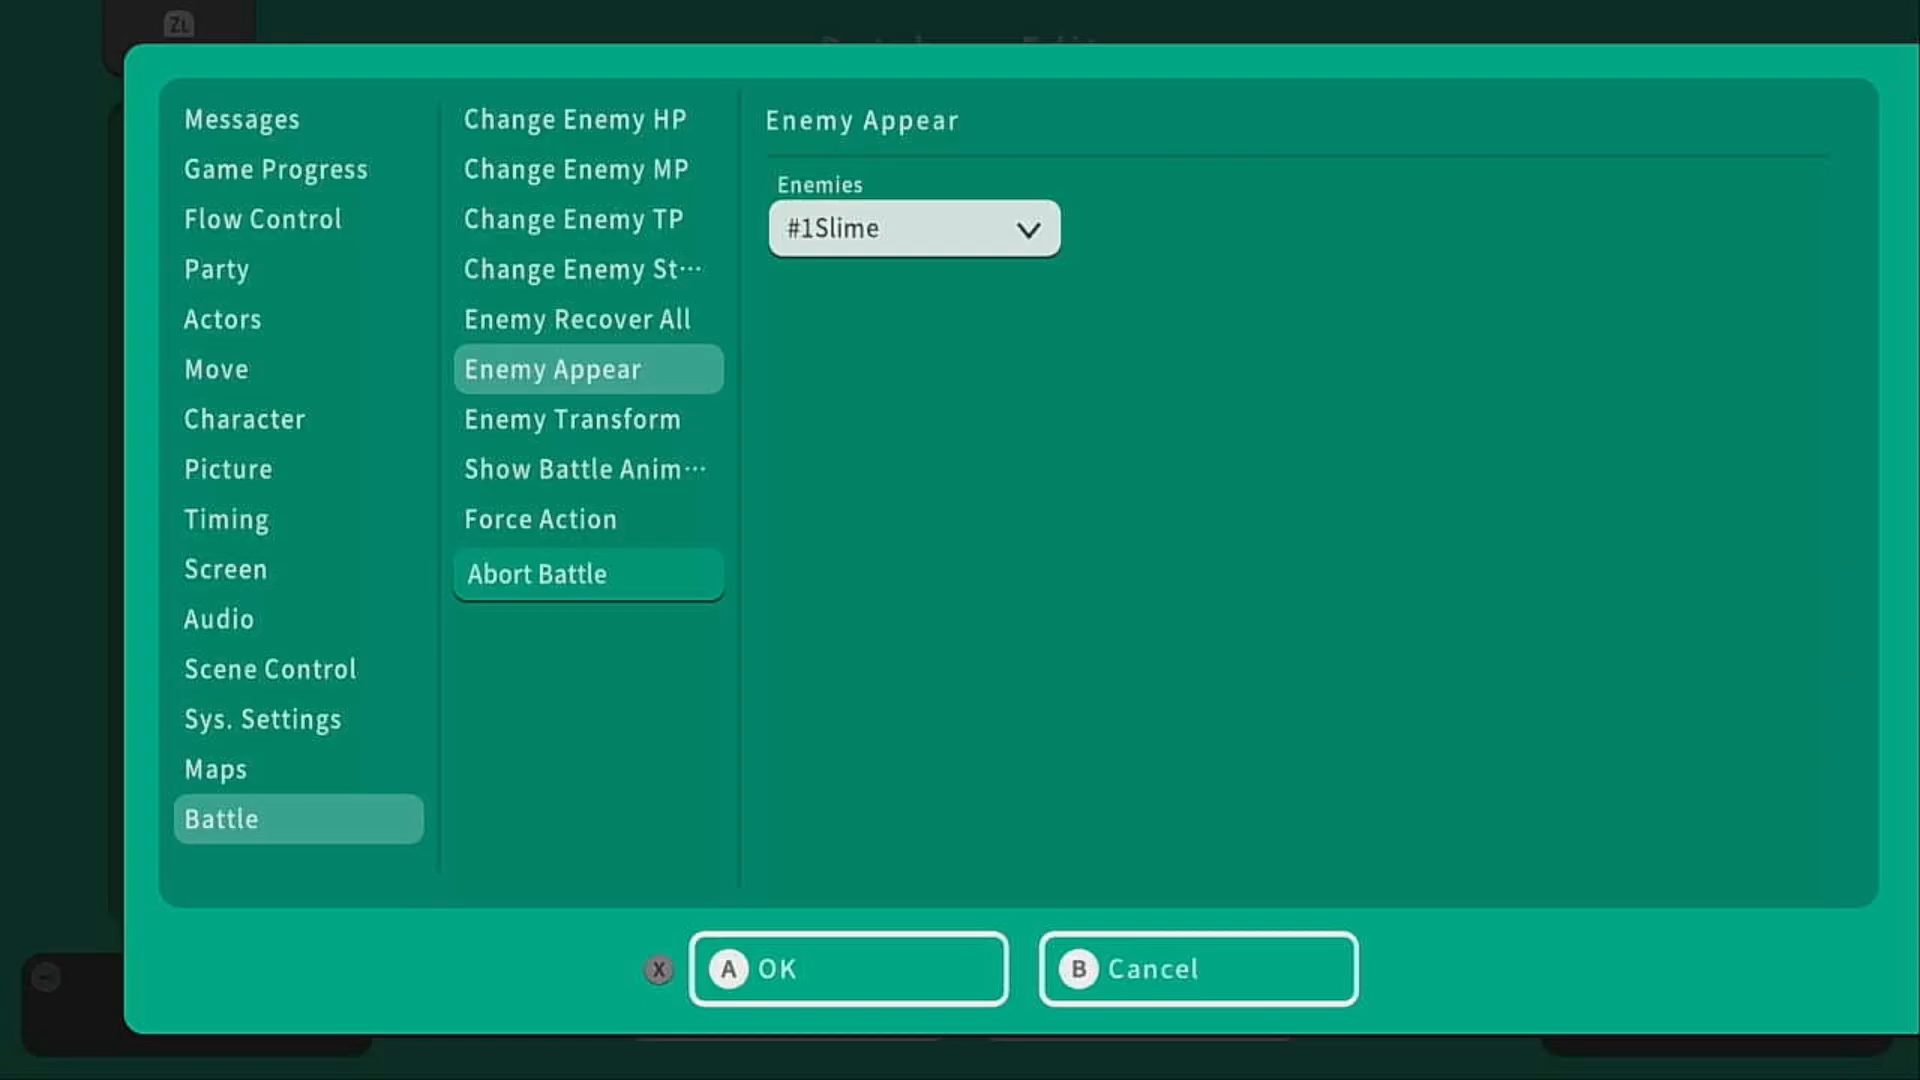 ZL
Messages
Game Progress
Flow Control
Party
Actors
Move
Character
Picture
Timing
Screen
Audio
Scene Control
Sys. Settings
Maps
Battle
Change Enemy HP
Change Enemy MP
Change Enemy TP
Change Enemy St···
Enemy Recover All
Enemy Appear
Enemy Transform
Show Battle Anim···
Force Action
Abort Battle
Enemy Appear
Enemies
#1Slime
X
A OK
B Cancel